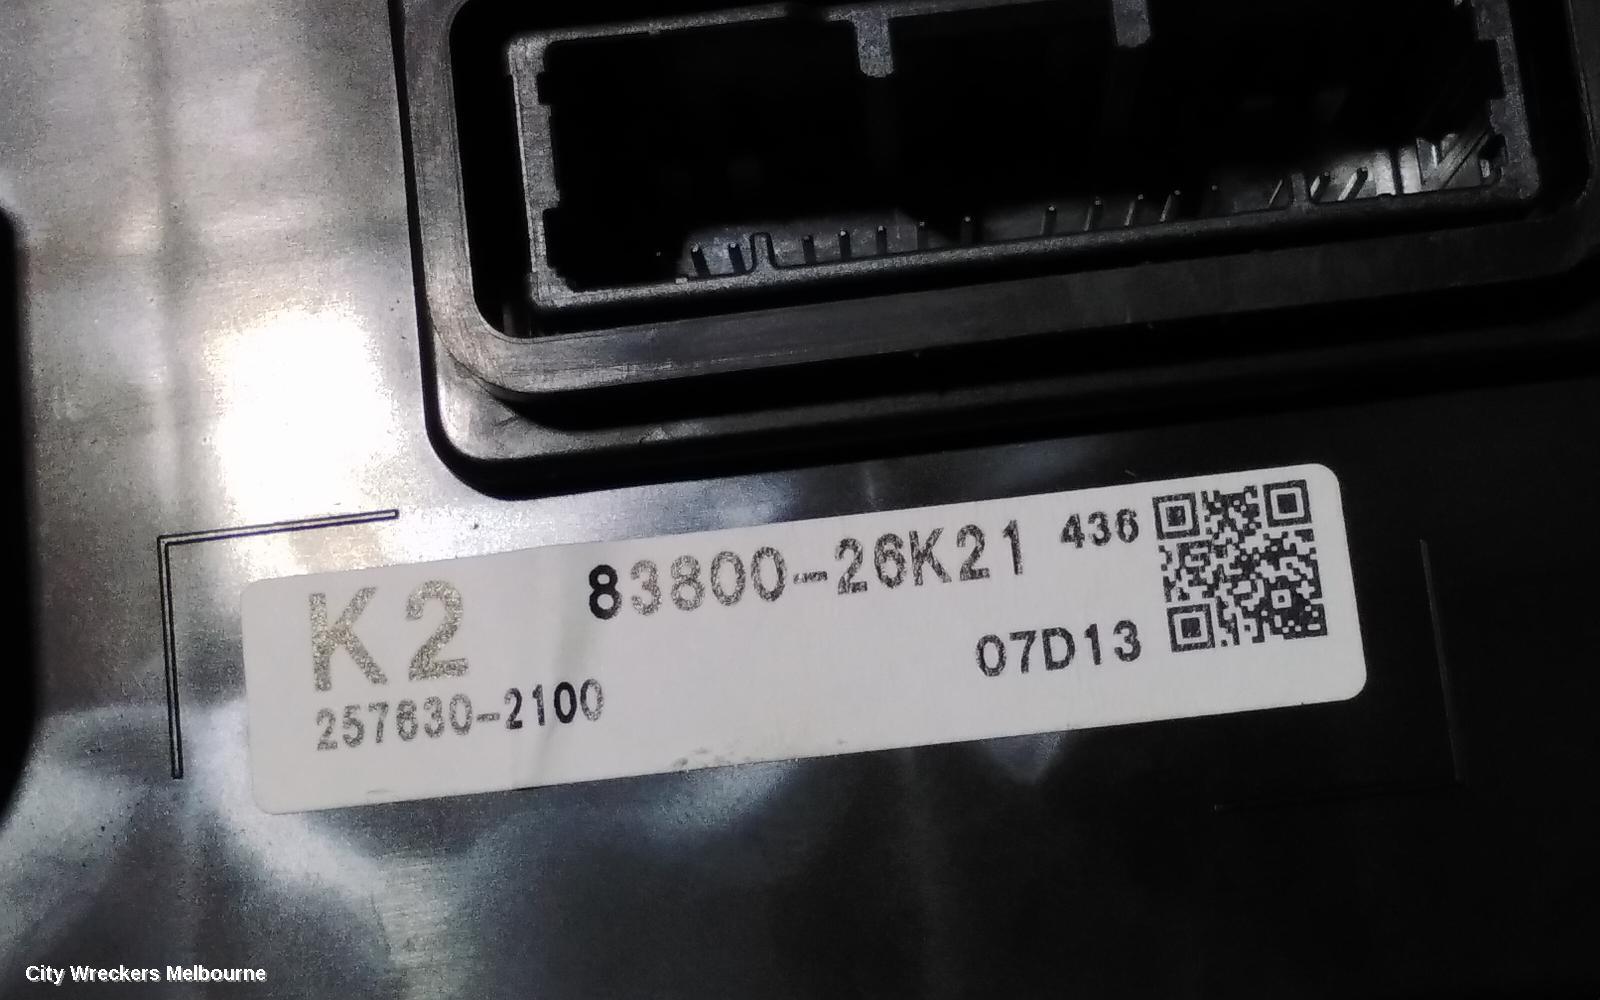 K2 83800-26K21 436
257630-2100 07D13
City Wreckers Melbourne